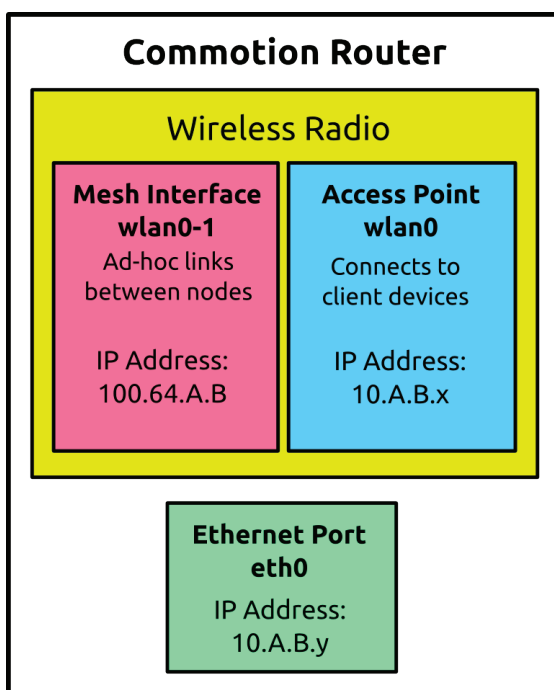 Commotion Router
Wireless Radio
Mesh Interface
wlan0-1
Ad-hoc links
between nodes
IP Address:
100.64.A.B
Access Point
wlan0
Connects to
client devices
IP Address:
10.A.B.x
Ethernet Port
eth0
IP Address:
10.A.B.y